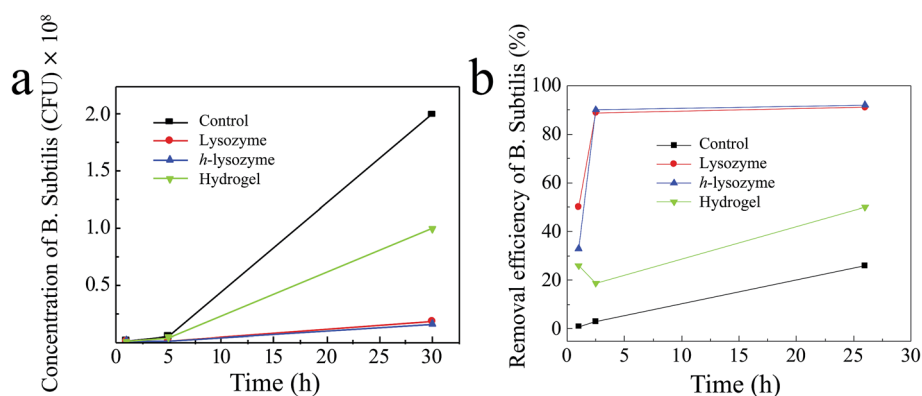 a
Concentration of B. Subtilis (CFU) × 10⁸
2.0
1.5
1.0
0.5
0 5 10 15 20 25 30
Time (h)
Control
Lysozyme
h-lysozyme
Hydrogel
b
Removal efficiency of B. Subtilis (%)
100
80
60
40
20
0
0 5 10 15 20 25 30
Time (h)
Control
Lysozyme
h-lysozyme
Hydrogel